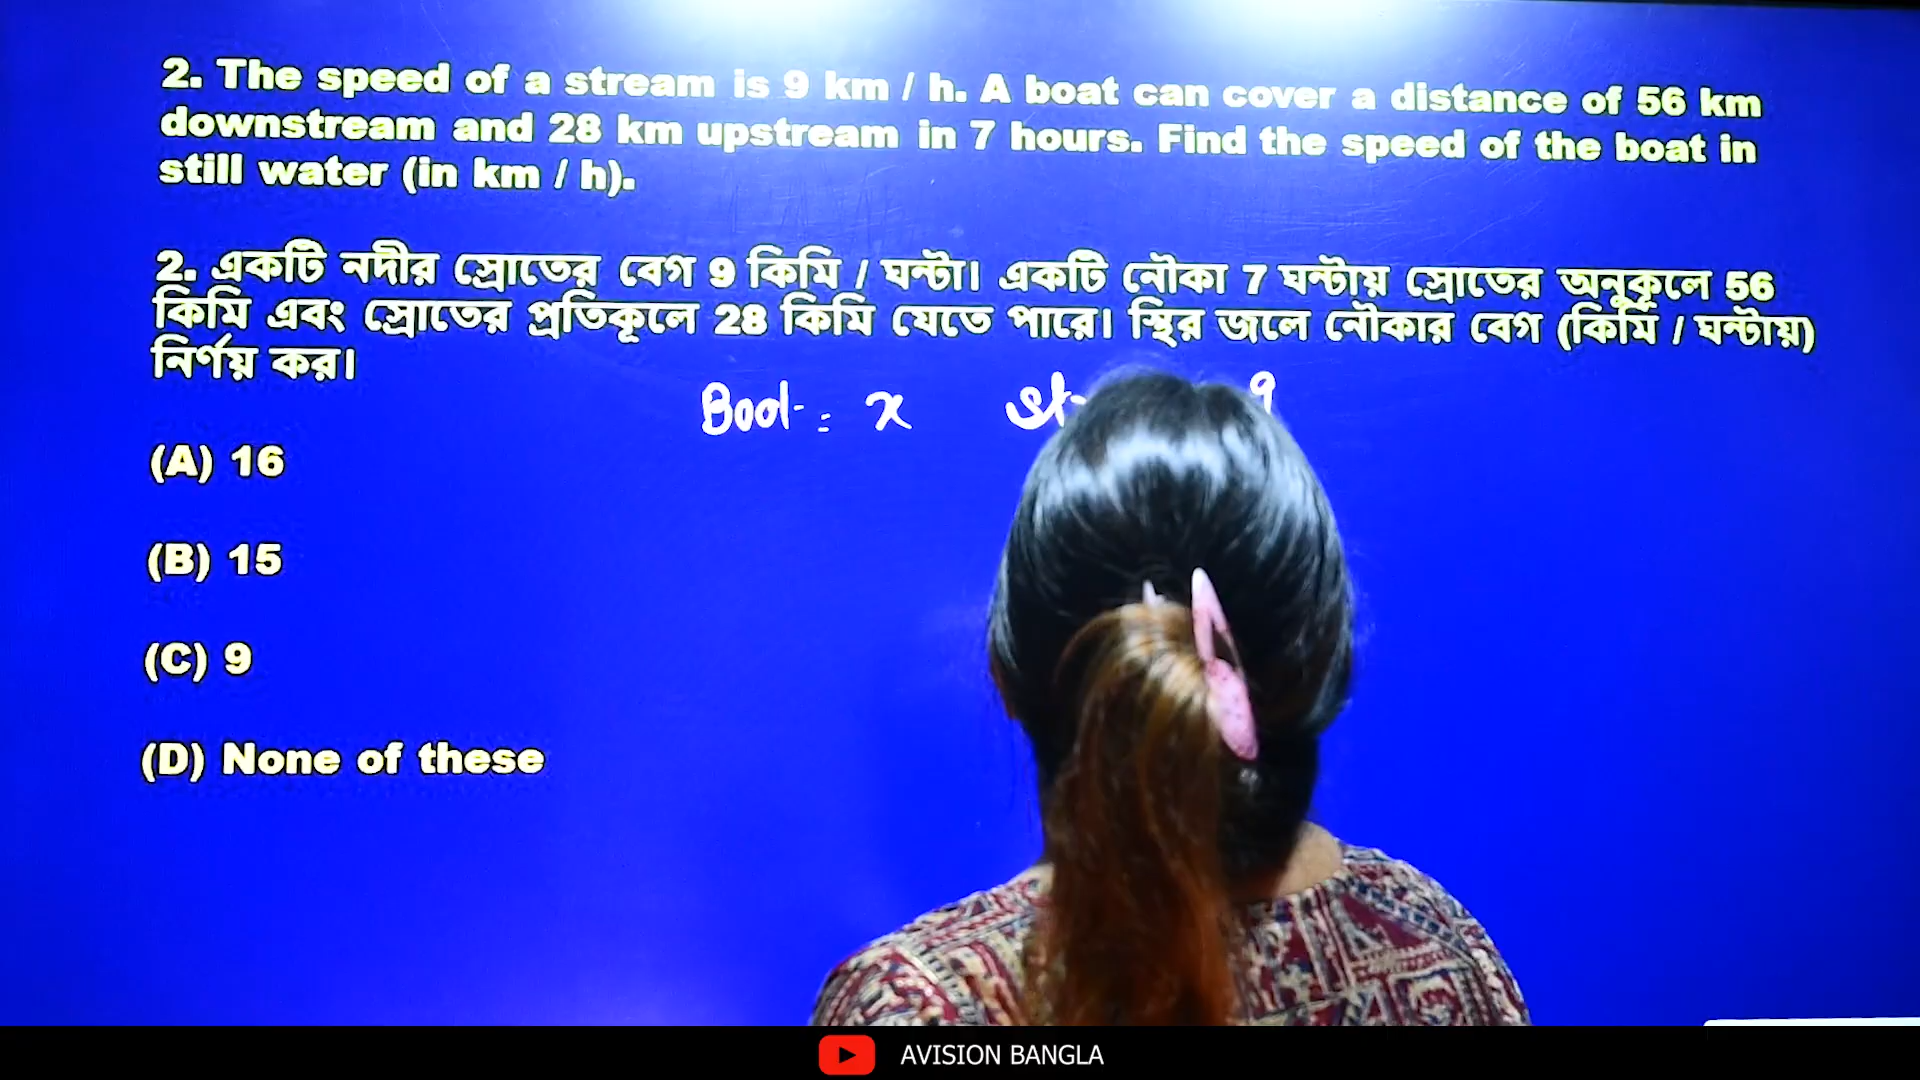 2. The speed of a stream is 9 km / h. A boat can cover a distance of 56 km
downstream and 28 km upstream in 7 hours. Find the speed of the boat in
still water (in km / h).
2. একটি নদীর স্রোতের বেগ 9 কিমি / ঘন্টা। একটি নৌকা 7 ঘন্টায় স্রোতের অনুকূলে 56
কিমি এবং স্রোতের প্রতিকূলে 28 কিমি যেতে পারে। স্থির জলে নৌকার বেগ (কিমি / ঘন্টায়)
নির্ণয় কর।
Boat = x 9
(A) 16
(B) 15
(C) 9
(D) None of these
AVISION BANGLA